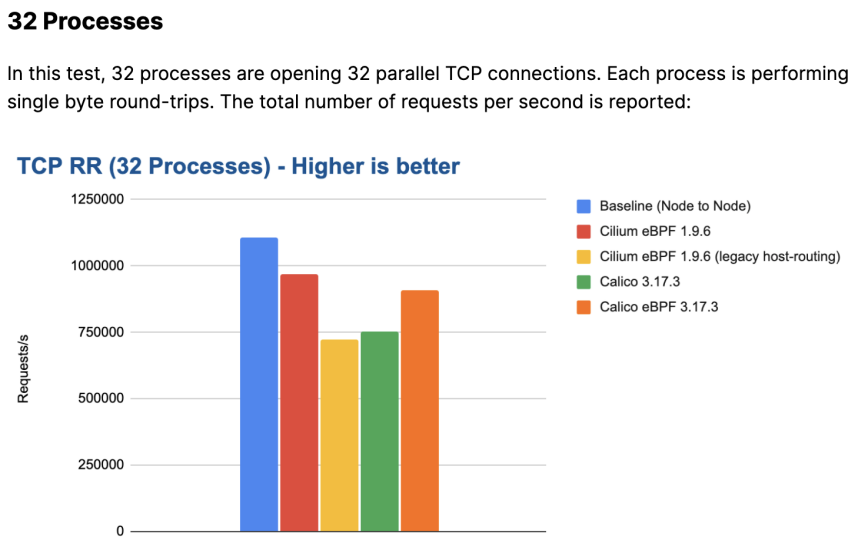 32 Processes
In this test, 32 processes are opening 32 parallel TCP connections. Each process is performing
single byte round-trips. The total number of requests per second is reported:
TCP RR (32 Processes) - Higher is better
1250000
1000000
750000
500000
250000
0
Requests/s
Baseline (Node to Node)
Cilium eBPF 1.9.6
Cilium eBPF 1.9.6 (legacy host-routing)
Calico 3.17.3
Calico eBPF 3.17.3